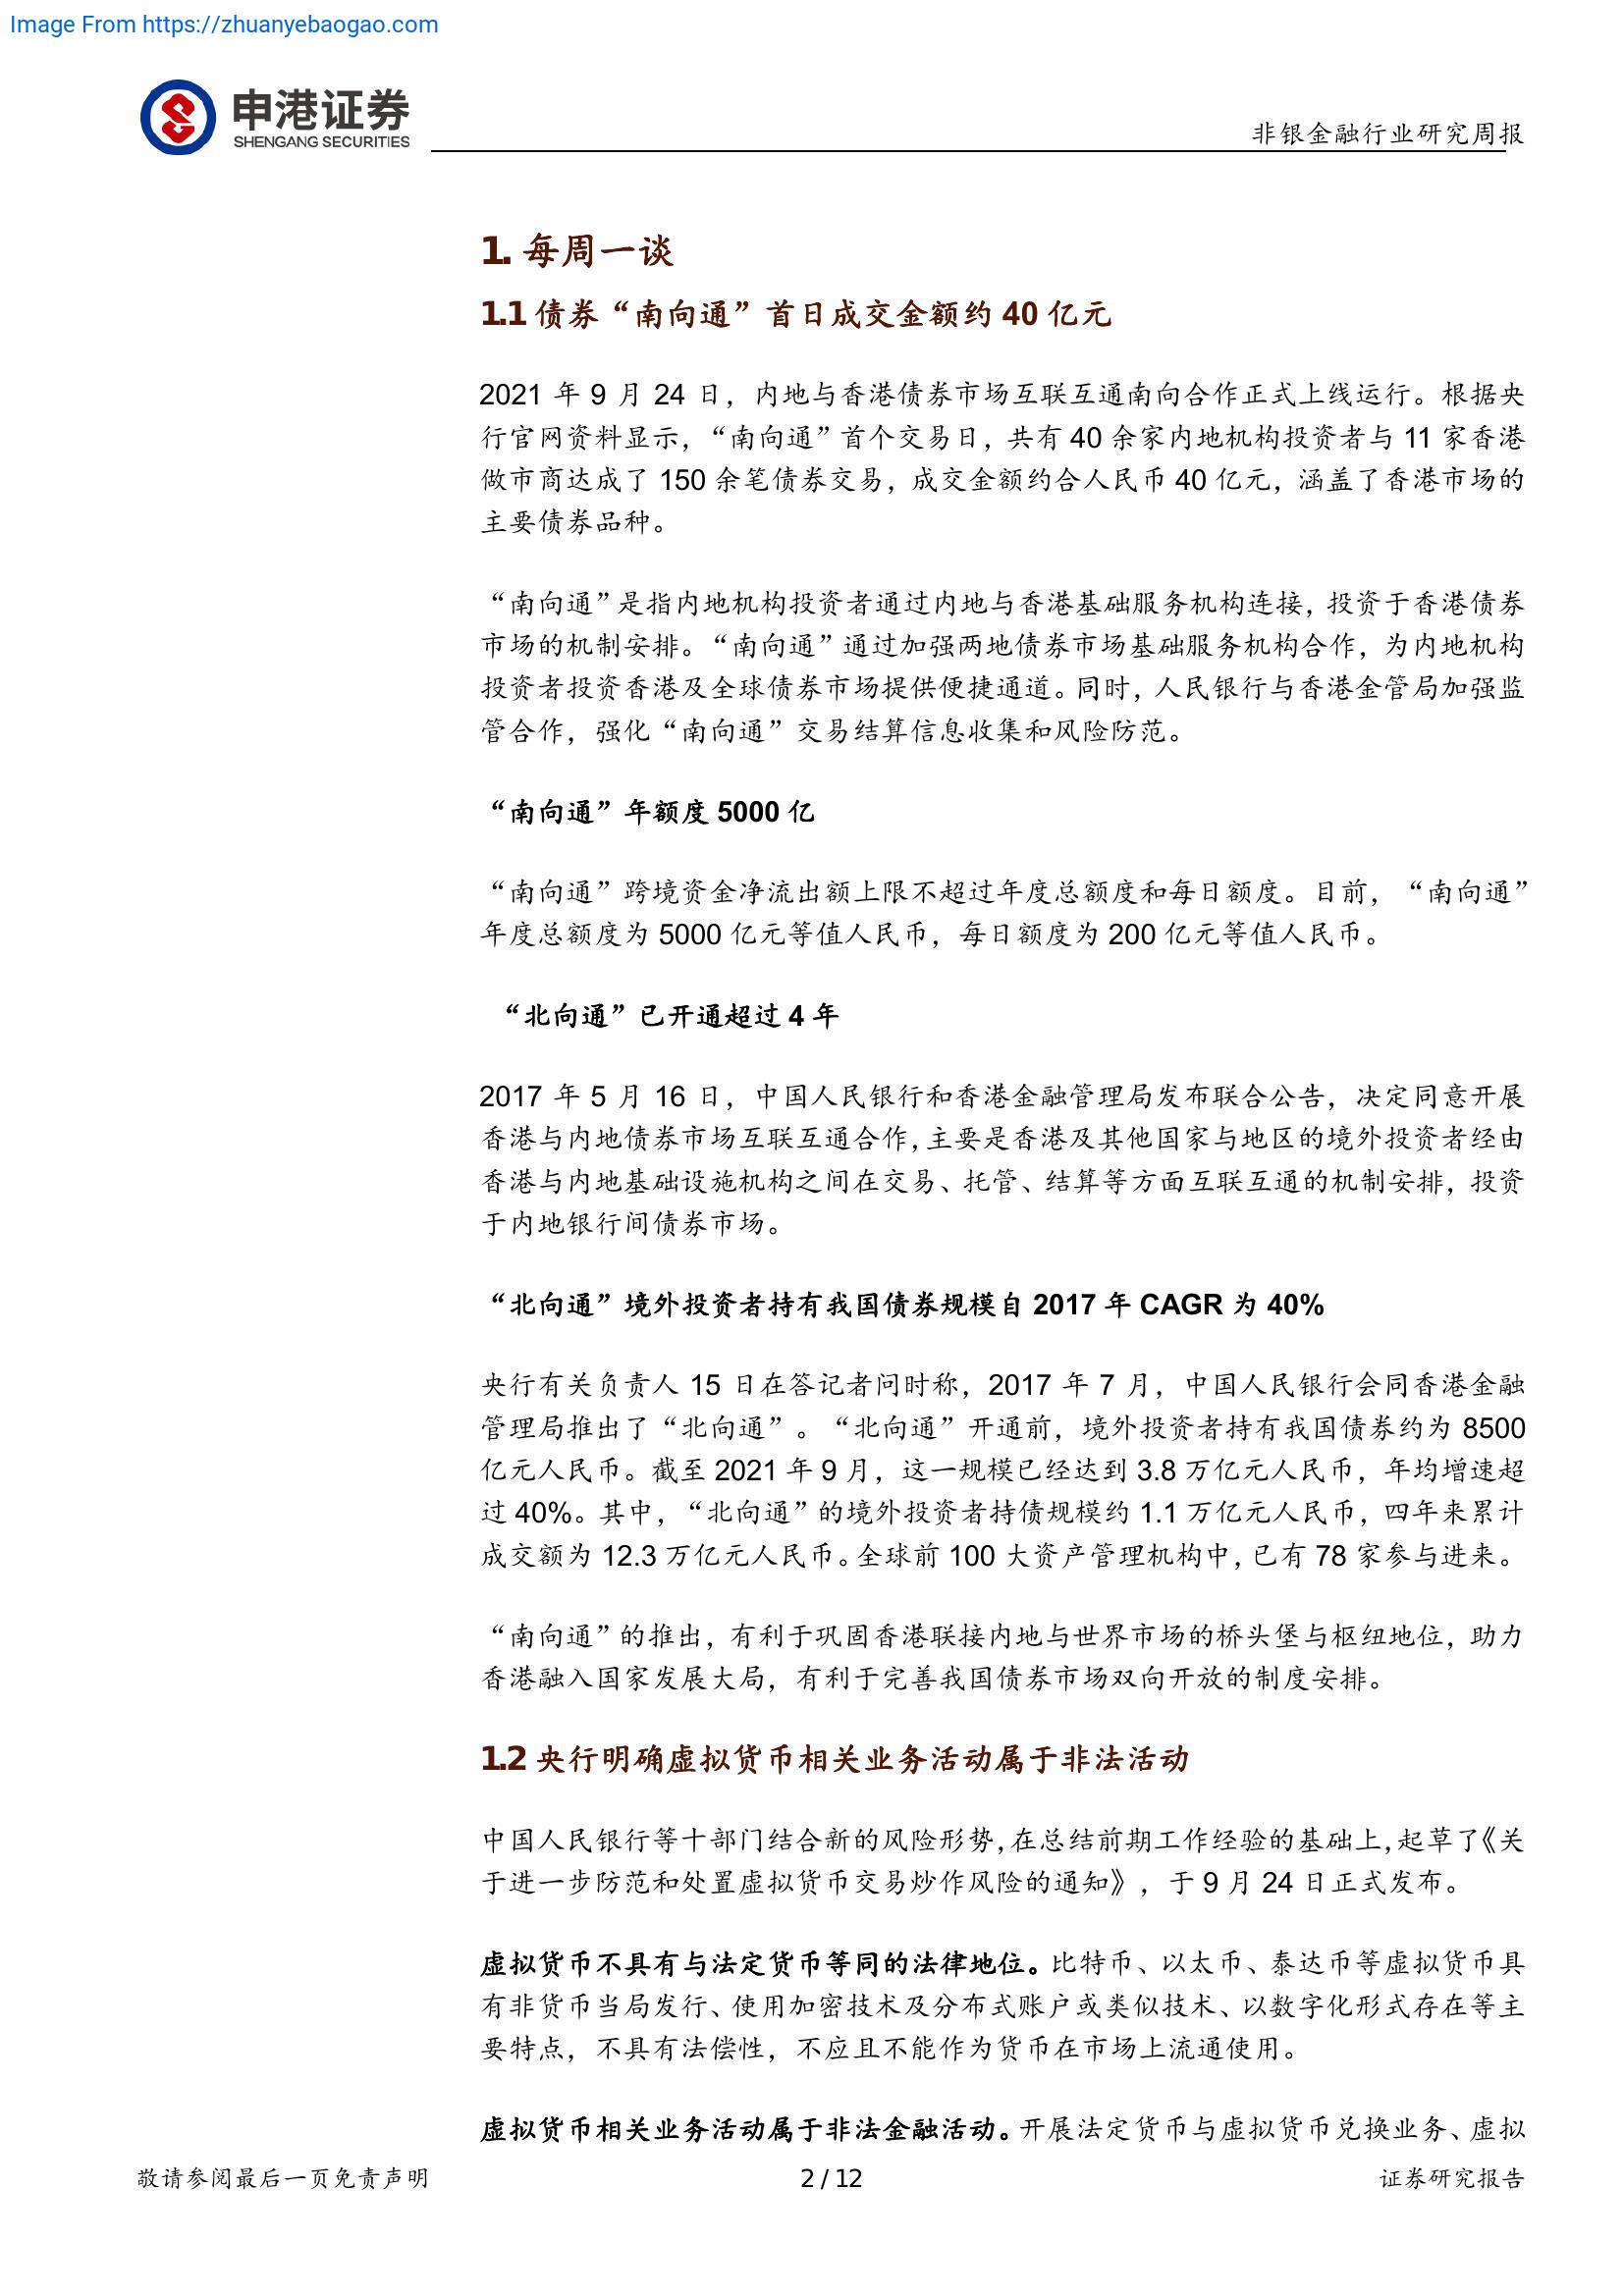 Image From https://zhuanyebaogao.com
申港证券
SHENGANG SECURITIES
非银金融行业研究周报
1. 每周一谈
1.1 债券“南向通”首日成交金额约 40 亿元
2021 年 9 月 24 日，内地与香港债券市场互联互通南向合作正式上线运行。根据央
行官网资料显示，“南向通”首个交易日，共有 40 余家内地机构投资者与 11 家香港
做市商达成了 150 余笔债券交易，成交金额约合人民币 40 亿元，涵盖了香港市场的
主要债券品种。
“南向通”是指内地机构投资者通过内地与香港基础服务机构连接，投资于香港债券
市场的机制安排。“南向通”通过加强两地债券市场基础服务机构合作，为内地机构
投资者投资香港及全球债券市场提供便捷通道。同时，人民银行与香港金管局加强监
管合作，强化“南向通”交易结算信息收集和风险防范。
“南向通”年额度 5000 亿
“南向通”跨境资金净流出额上限不超过年度总额度和每日额度。目前，“南向通”
年度总额度为 5000 亿元等值人民币，每日额度为 200 亿元等值人民币。
“北向通”已开通超过 4 年
2017 年 5 月 16 日，中国人民银行和香港金融管理局发布联合公告，决定同意开展
香港与内地债券市场互联互通合作，主要是香港及其他国家与地区的境外投资者经由
香港与内地基础设施机构之间在交易、托管、结算等方面互联互通的机制安排，投资
于内地银行间债券市场。
“北向通”境外投资者持有我国债券规模自 2017 年 CAGR 为 40%
央行有关负责人 15 日在答记者问时称，2017 年 7 月，中国人民银行会同香港金融
管理局推出了“北向通”。“北向通”开通前，境外投资者持有我国债券约为 8500
亿元人民币。截至 2021 年 9 月，这一规模已经达到 3.8 万亿元人民币，年均增速超
过 40%。其中，“北向通”的境外投资者持债规模约 1.1 万亿元人民币，四年来累计
成交额为 12.3 万亿元人民币。全球前 100 大资产管理机构中，已有 78 家参与进来。
“南向通”的推出，有利于巩固香港联接内地与世界市场的桥头堡与枢纽地位，助力
香港融入国家发展大局，有利于完善我国债券市场双向开放的制度安排。
1.2 央行明确虚拟货币相关业务活动属于非法活动
中国人民银行等十部门结合新的风险形势，在总结前期工作经验的基础上，起草了《关
于进一步防范和处置虚拟货币交易炒作风险的通知》，于 9 月 24 日正式发布。
虚拟货币不具有与法定货币等同的法律地位。比特币、以太币、泰达币等虚拟货币具
有非货币当局发行、使用加密技术及分布式账户或类似技术、以数字化形式存在等主
要特点，不具有法偿性，不应且不能作为货币在市场上流通使用。
虚拟货币相关业务活动属于非法金融活动。开展法定货币与虚拟货币兑换业务、虚拟
敬请参阅最后一页免责声明
2 / 12
证券研究报告